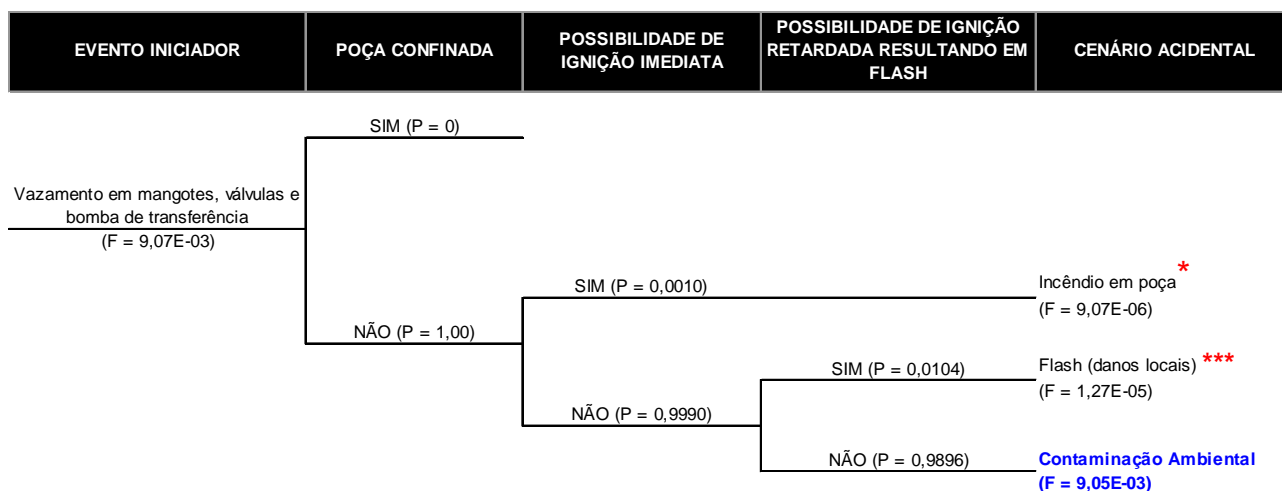 EVENTO INICIADOR
POÇA CONFINADA
POSSIBILIDADE DE
IGNIÇÃO IMEDIATA
POSSIBILIDADE DE IGNIÇÃO
RETARDADA RESULTANDO EM
FLASH
CENÁRIO ACIDENTAL
SIM (P = 0)
Vazamento em mangotes, válvulas e
bomba de transferência
(F = 9,07E-03)
SIM (P = 0,0010)
Incêndio em poça *
(F = 9,07E-06)
NÃO (P = 1,00)
SIM (P = 0,0104)
Flash (danos locais) ***
(F = 1,27E-05)
NÃO (P = 0,9990)
NÃO (P = 0,9896)
Contaminação Ambiental
(F = 9,05E-03)